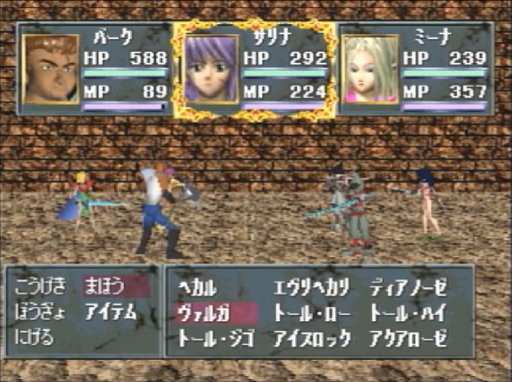 バーク
HP 588
MP 89
サリナ
HP 292
MP 224
ミーナ
HP 239
MP 357
こうげき まほう
ぼうぎょ アイテム
にげる
ヘカル エヴリヘカリ ディアノーゼ
ヴァルガ トール・ロー トール・ハイ
トール・ジゴ アイスロック アクアローゼ